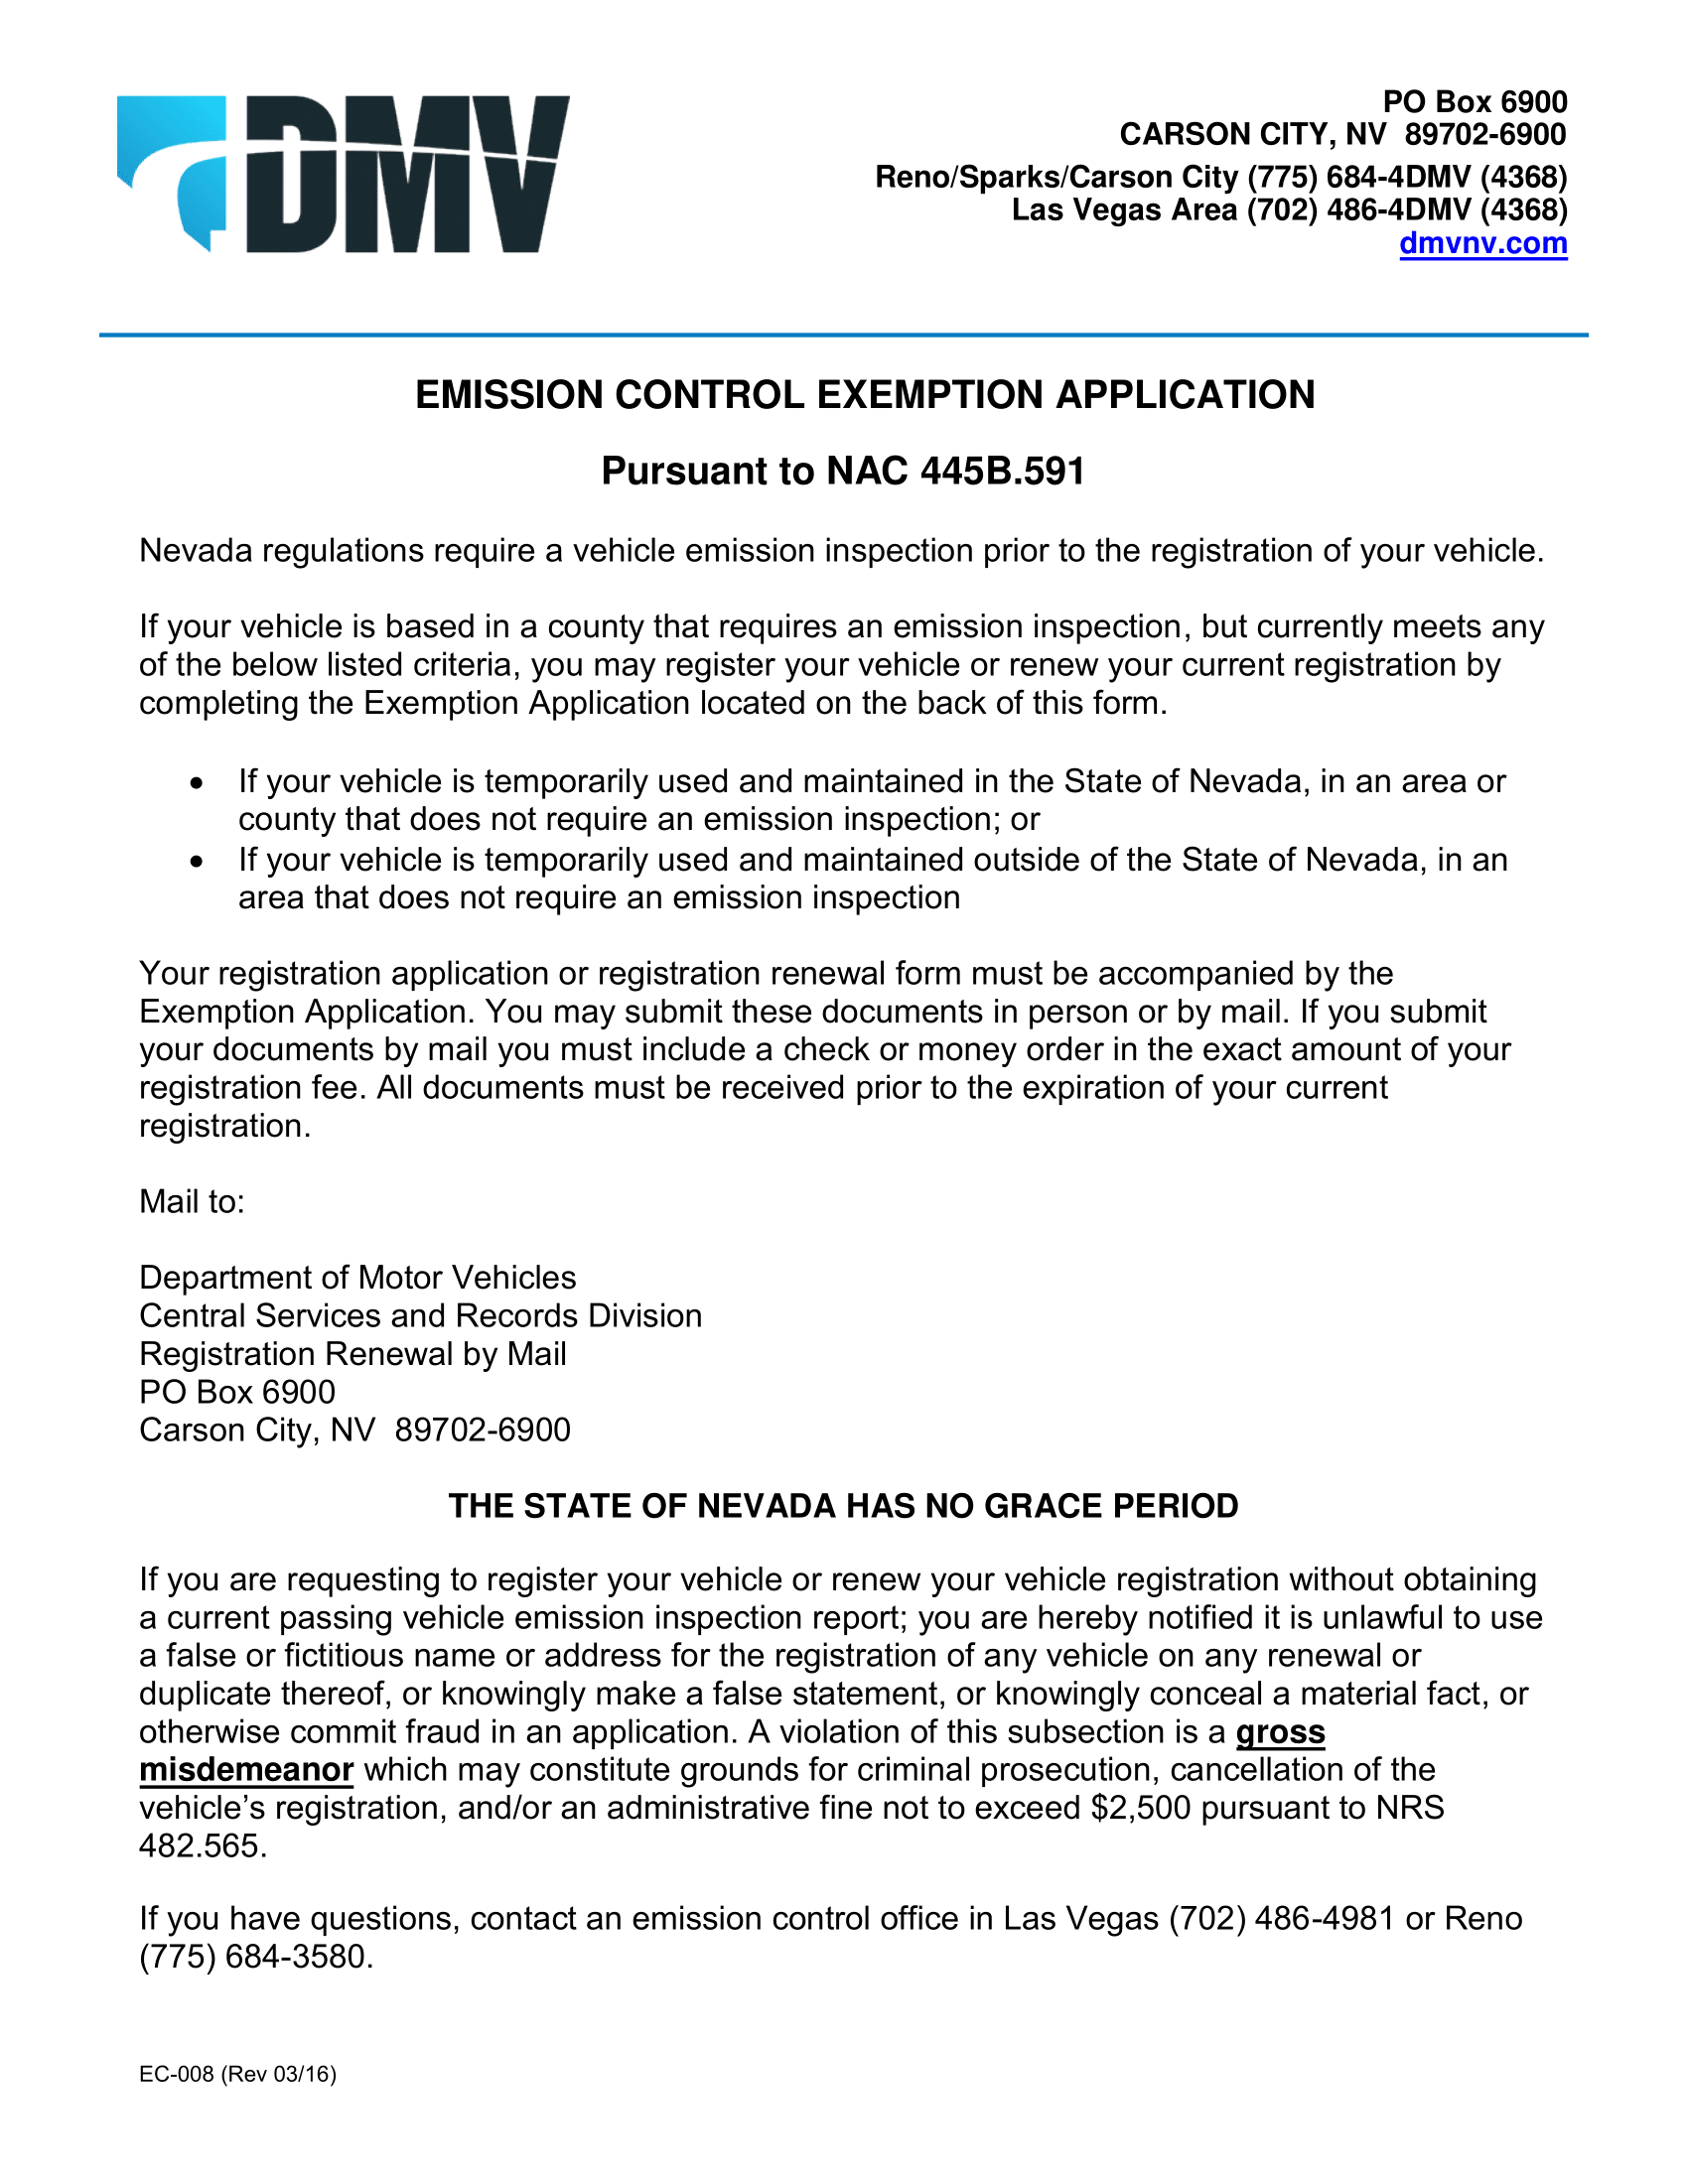 DMV
PO Box 6900
CARSON CITY, NV 89702-6900
Reno/Sparks/Carson City (775) 684-4DMV (4368)
Las Vegas Area (702) 486-4DMV (4368)
dmvnv.com
EMISSION CONTROL EXEMPTION APPLICATION
Pursuant to NAC 445B.591
Nevada regulations require a vehicle emission inspection prior to the registration of your vehicle.
If your vehicle is based in a county that requires an emission inspection, but currently meets any
of the below listed criteria, you may register your vehicle or renew your current registration by
completing the Exemption Application located on the back of this form.
• If your vehicle is temporarily used and maintained in the State of Nevada, in an area or
county that does not require an emission inspection; or
• If your vehicle is temporarily used and maintained outside of the State of Nevada, in an
area that does not require an emission inspection
Your registration application or registration renewal form must be accompanied by the
Exemption Application. You may submit these documents in person or by mail. If you submit
your documents by mail you must include a check or money order in the exact amount of your
registration fee. All documents must be received prior to the expiration of your current
registration.
Mail to:
Department of Motor Vehicles
Central Services and Records Division
Registration Renewal by Mail
PO Box 6900
Carson City, NV 89702-6900
THE STATE OF NEVADA HAS NO GRACE PERIOD
If you are requesting to register your vehicle or renew your vehicle registration without obtaining
a current passing vehicle emission inspection report; you are hereby notified it is unlawful to use
a false or fictitious name or address for the registration of any vehicle on any renewal or
duplicate thereof, or knowingly make a false statement, or knowingly conceal a material fact, or
otherwise commit fraud in an application. A violation of this subsection is a gross
misdemeanor which may constitute grounds for criminal prosecution, cancellation of the
vehicle’s registration, and/or an administrative fine not to exceed $2,500 pursuant to NRS
482.565.
If you have questions, contact an emission control office in Las Vegas (702) 486-4981 or Reno
(775) 684-3580.
EC-008 (Rev 03/16)